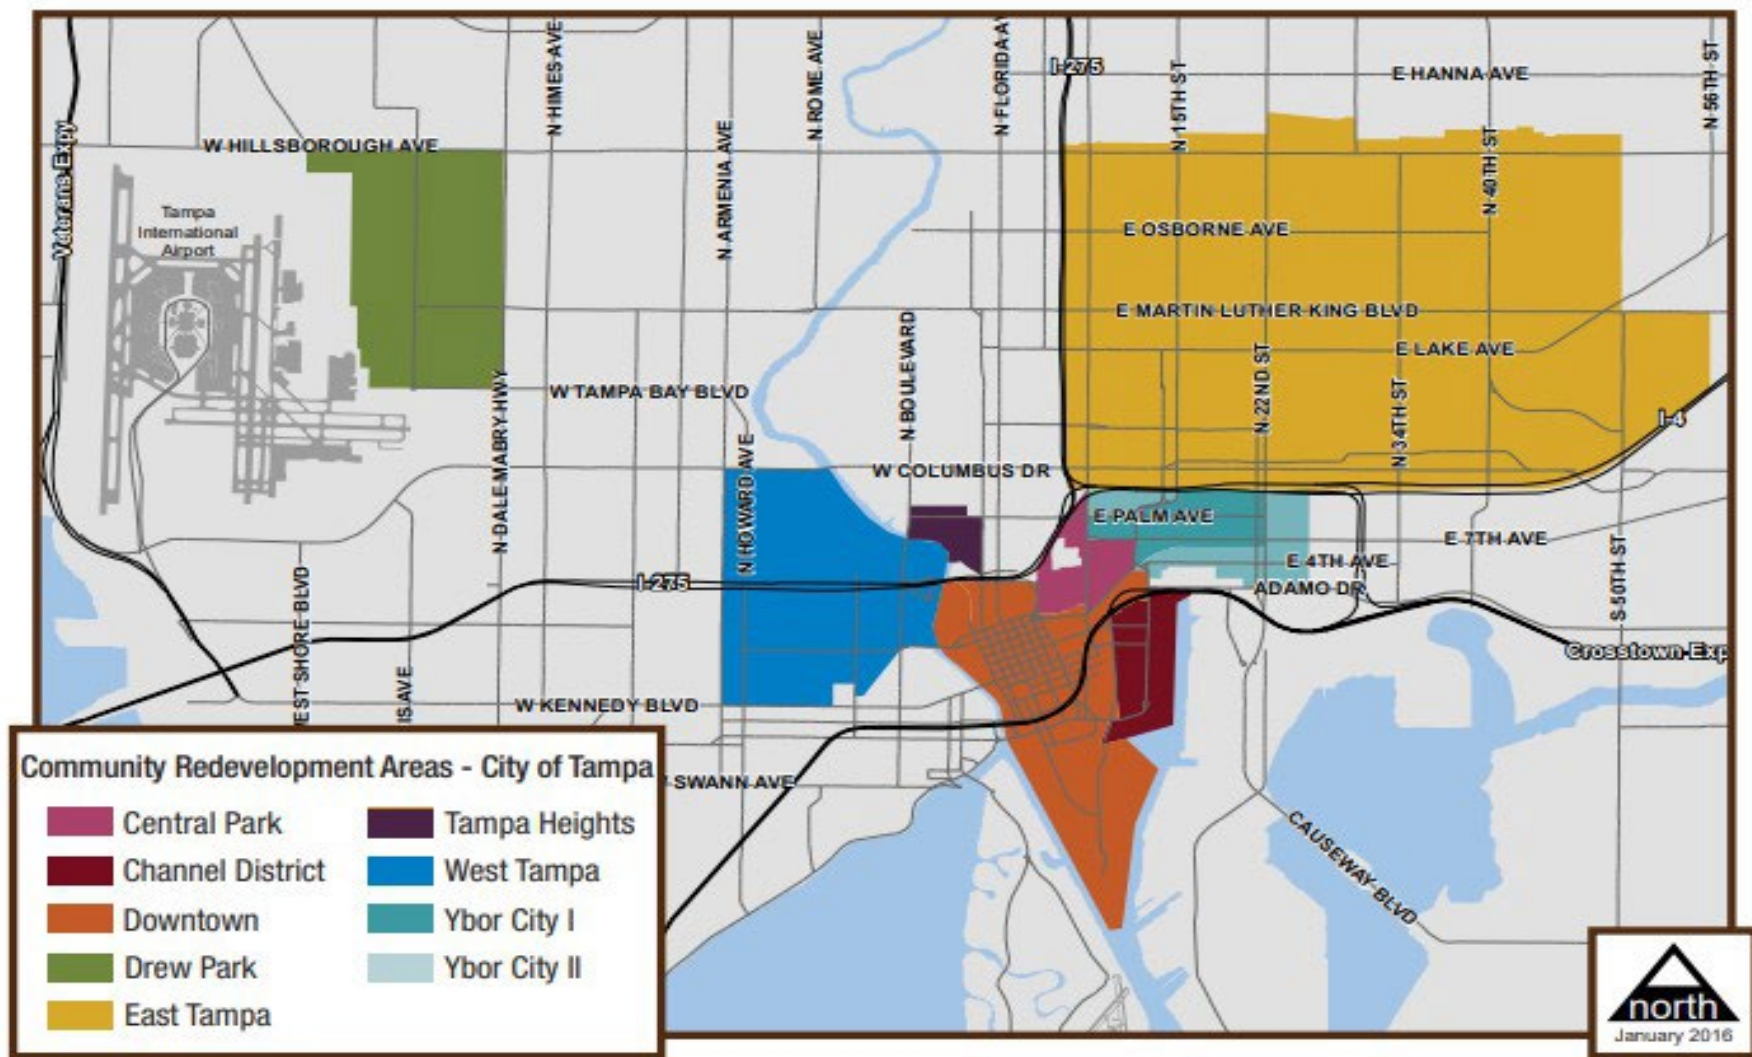 I-275
E HANNA AVE
N HIMES AVE
N ROME AVE
N FLORIDA A
N 15TH ST
N 56TH ST
W HILLSBOROUGH AVE
Veterans Expy
N ARMENIA AVE
N 40TH ST
Tampa
International
Airport
E OSBORNE AVE
E MARTIN LUTHER KING BLVD
E LAKE AVE
N BOULEVARD
N 22ND ST
N 34TH ST
W TAMPA BAY BLVD
I-4
N DALE MABRY HWY
N HOWARD AVE
W COLUMBUS DR
E PALM AVE
E 7TH AVE
E 4TH AVE
ADAMO DR
I-275
S 50TH ST
EST SHORE BLVD
IS AVE
Crosstown Exp
W KENNEDY BLVD
SWANN AVE
CAUSEWAY BLVD
Community Redevelopment Areas - City of Tampa
Central Park
Channel District
Downtown
Drew Park
East Tampa
Tampa Heights
West Tampa
Ybor City I
Ybor City II
north
January 2016